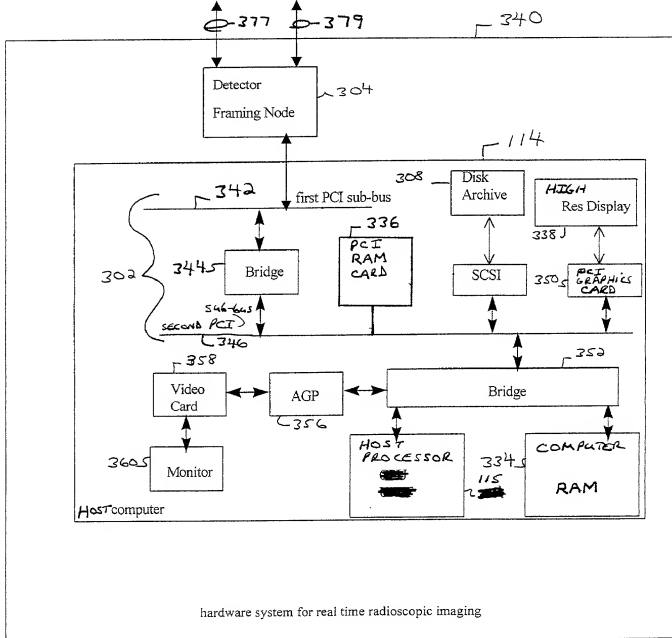 377
379
340
Detector
Framing Node
304
114
342
first PCI sub-bus
308
Disk
Archive
HIGH
Res Display
338
336
PCI
RAM
CARD
302
344
Bridge
SCSI
350
PCI
GRAPHICS
CARD
sub-bus
SECOND PCI
346
358
352
Video
Card
AGP
356
Bridge
360
Monitor
HOST
PROCESSOR
115
334
COMPUTER
RAM
HOST computer
hardware system for real time radioscopic imaging